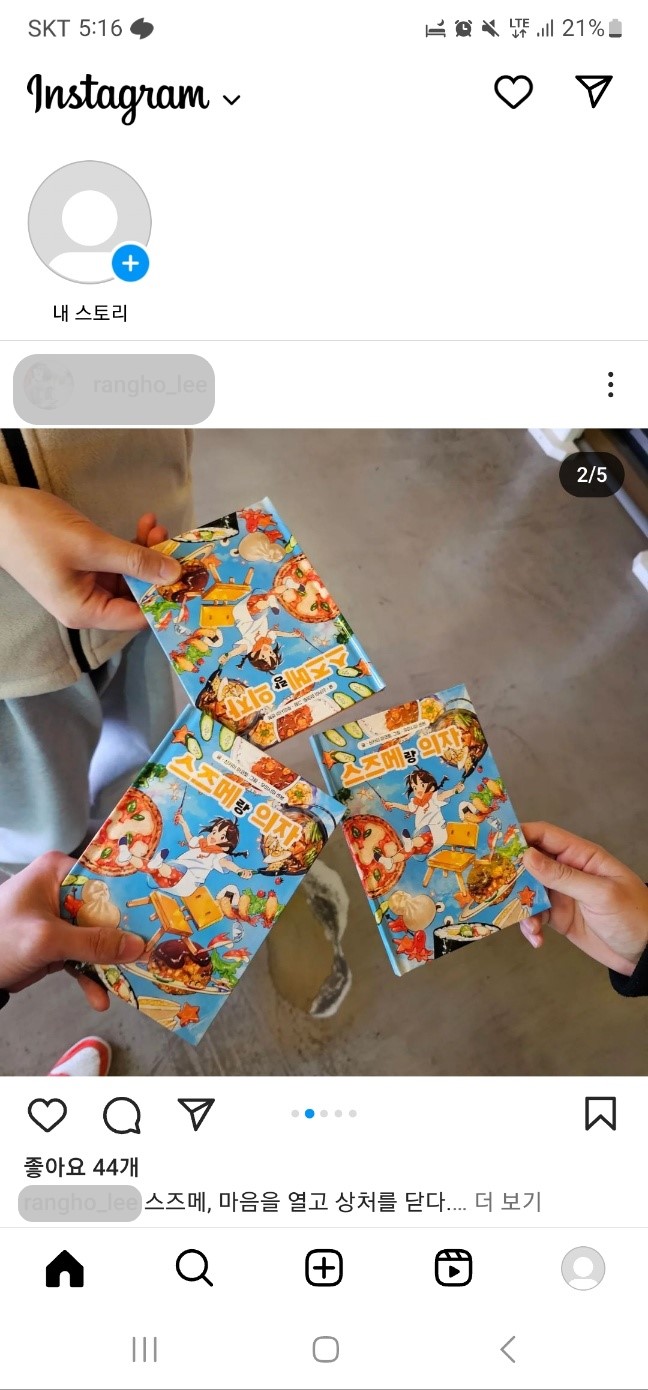 SKT 5:16
LTE
21%
Instagram
내 스토리
rangho_lee
2/5
스즈메랑 의자
스즈메랑 의자
스즈메랑 의자
좋아요 44개
rangho_lee 스즈메, 마음을 열고 상처를 닫다.... 더 보기